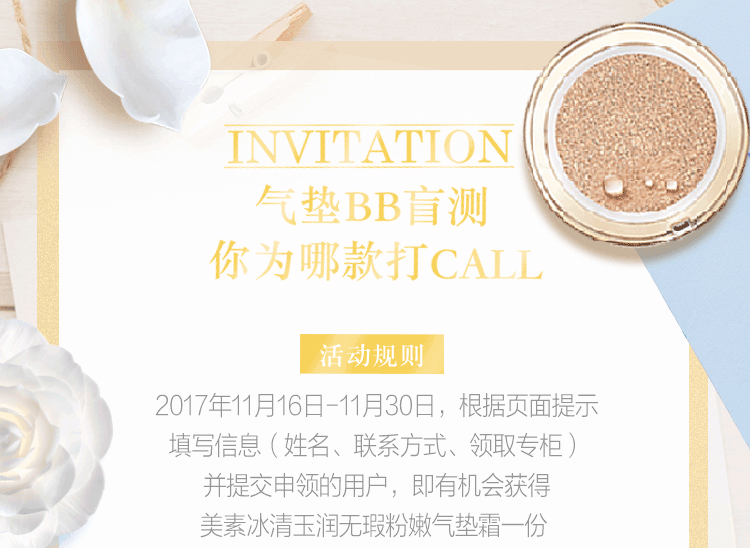 INVITATION
气垫BB盲测
你为哪款打CALL
活动规则
2017年11月16日-11月30日，根据页面提示
填写信息（姓名、联系方式、领取专柜）
并提交申领的用户，即有机会获得
美素冰清玉润无瑕粉嫩气垫霜一份